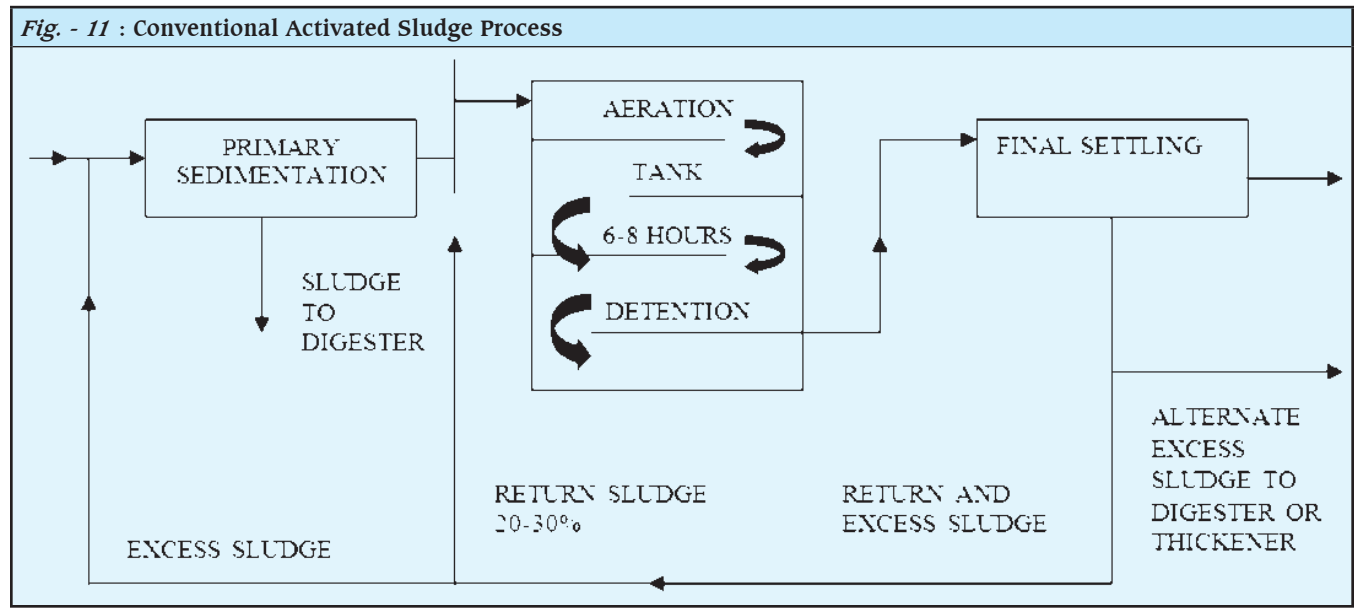 Fig. - 11 : Conventional Activated Sludge Process
PRIMARY
SEDIMENTATION
SLUDGE
TO
DIGESTER
AERATION
TANK
6-8 HOURS
DETENTION
FINAL SETTLING
ALTERNATE
EXCESS
SLUDGE TO
DIGESTER OR
THICKENER
RETURN AND
EXCESS SLUDGE
RETURN SLUDGE
20-30%
EXCESS SLUDGE